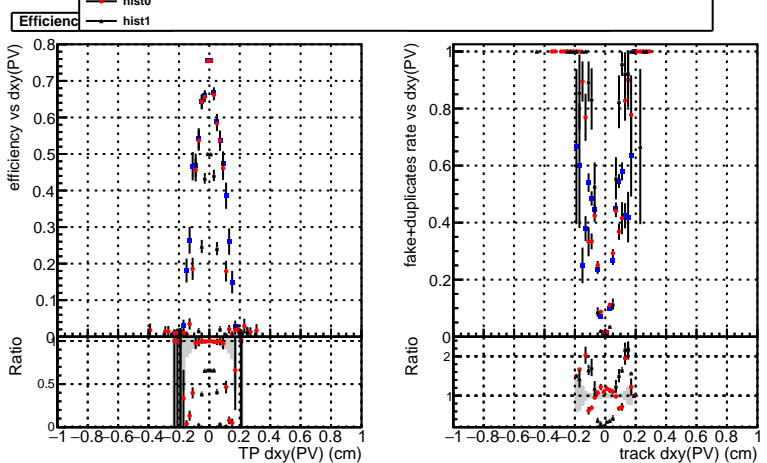 hist0
Efficienc
hist1
efficiency vs dxy(PV)
0.8
0.7
0.6
0.5
0.4
0.3
0.2
0.1
0
Ratio
1
0.5
0
−1 −0.8 −0.6 −0.4 −0.2 0 0.2 0.4 0.6 0.8 1
TP dxy(PV) (cm)
fake+duplicates rate vs dxy(PV)
1
0.8
0.6
0.4
0.2
0
Ratio
2
1
−1 −0.8 −0.6 −0.4 −0.2 0 0.2 0.4 0.6 0.8 1
track dxy(PV) (cm)